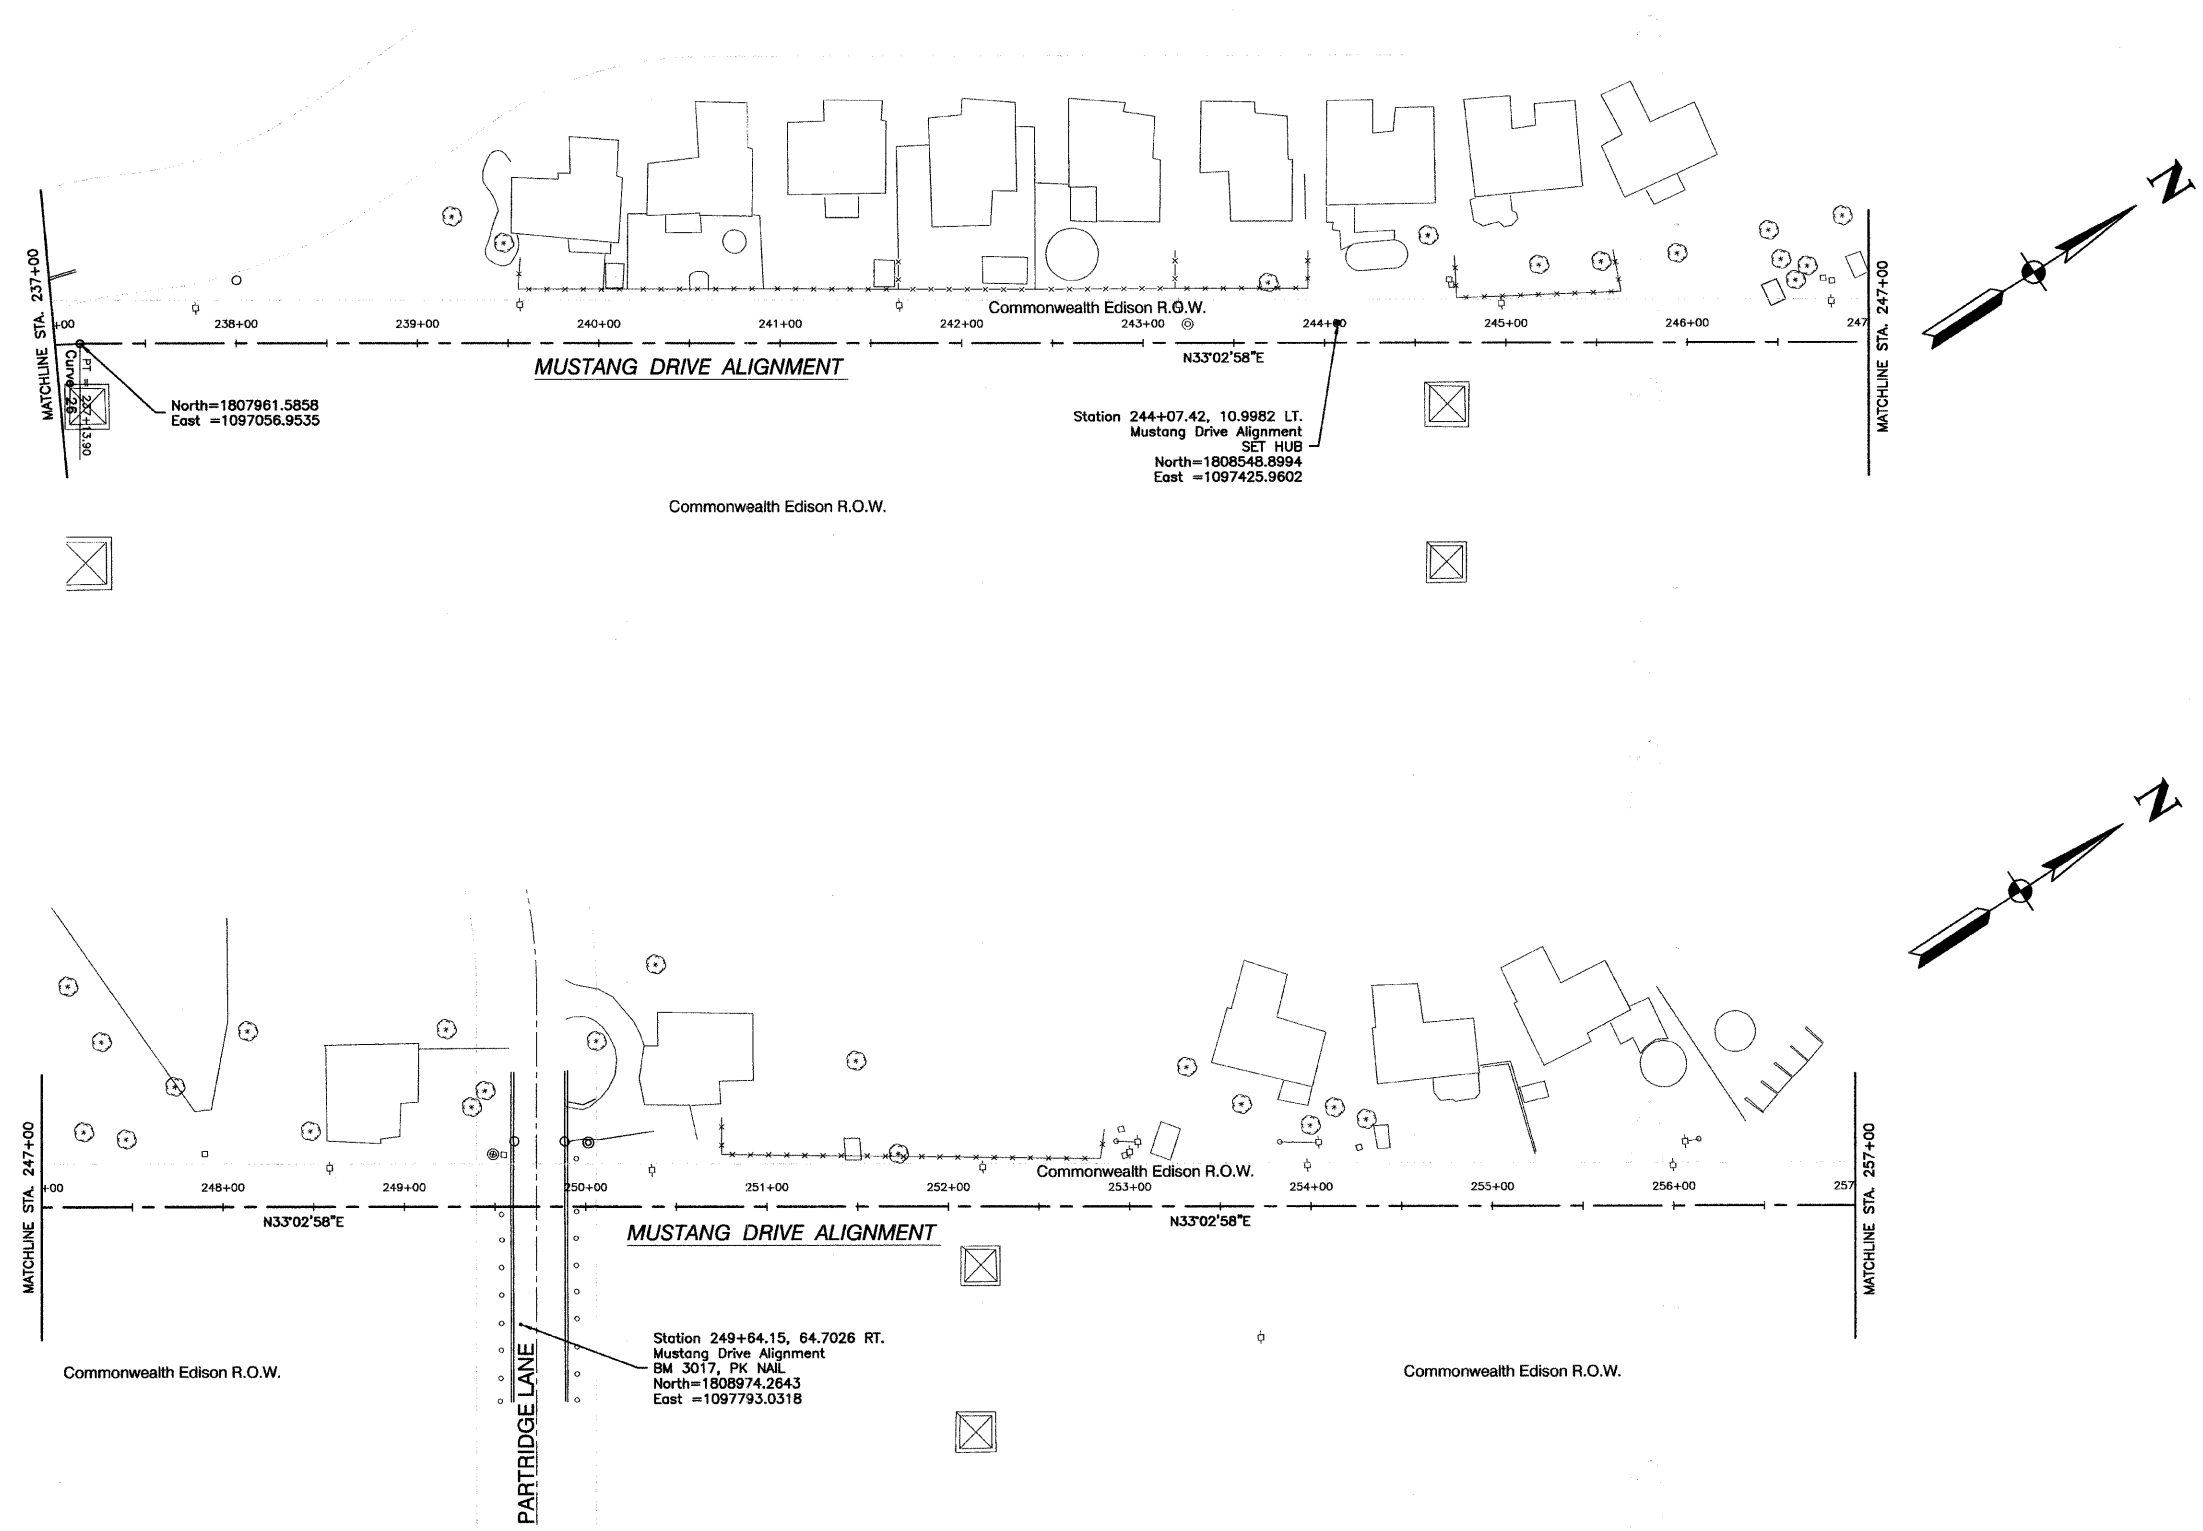 N
MATCHLINE STA. 237+00
MATCHLINE STA. 247+00
Commonwealth Edison R.O.W.
+00
238+00
239+00
240+00
241+00
242+00
243+00
244+00
245+00
246+00
247
MUSTANG DRIVE ALIGNMENT
N33°02'58"E
PT = 237+13.90
Curve 26
North=1807961.5858
East =1097056.9535
Station 244+07.42, 10.9982 LT.
Mustang Drive Alignment
SET HUB
North=1808548.8994
East =1097425.9602
Commonwealth Edison R.O.W.
N
MATCHLINE STA. 247+00
MATCHLINE STA. 257+00
Commonwealth Edison R.O.W.
+00
248+00
249+00
250+00
251+00
252+00
253+00
254+00
255+00
256+00
257
N33°02'58"E
MUSTANG DRIVE ALIGNMENT
N33°02'58"E
Station 249+64.15, 64.7026 RT.
Mustang Drive Alignment
BM 3017, PK NAIL
North=1808974.2643
East =1097793.0318
PARTRIDGE LANE
Commonwealth Edison R.O.W.
Commonwealth Edison R.O.W.